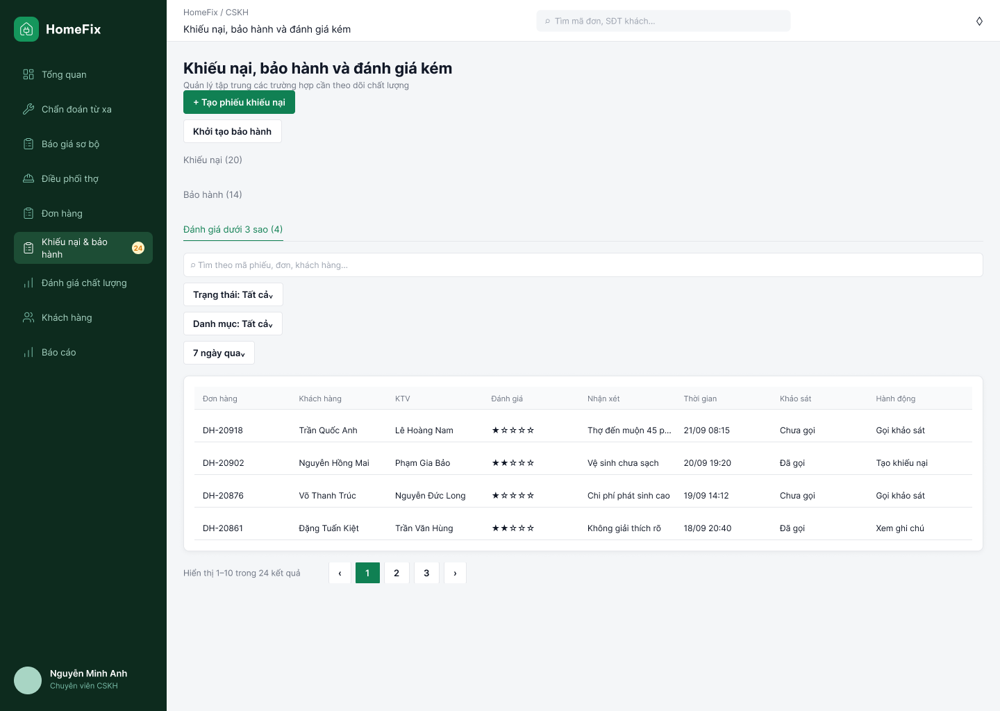 HomeFix
Tổng quan
Chẩn đoán từ xa
Báo giá sơ bộ
Điều phối thợ
Đơn hàng
Khiếu nại & bảo hành
24
Đánh giá chất lượng
Khách hàng
Báo cáo
Nguyễn Minh Anh
Chuyên viên CSKH
HomeFix / CSKH
Khiếu nại, bảo hành và đánh giá kém
Tìm mã đơn, SĐT khách...
Khiếu nại, bảo hành và đánh giá kém
Quản lý tập trung các trường hợp cần theo dõi chất lượng
+ Tạo phiếu khiếu nại
Khởi tạo bảo hành
Khiếu nại (20)
Bảo hành (14)
Đánh giá dưới 3 sao (4)
Tìm theo mã phiếu, đơn, khách hàng...
Trạng thái: Tất cả
Danh mục: Tất cả
7 ngày qua
Đơn hàng Khách hàng KTV Đánh giá Nhận xét Thời gian Khảo sát Hành động
DH-20918 Trần Quốc Anh Lê Hoàng Nam ★☆☆☆☆ Thợ đến muộn 45 p... 21/09 08:15 Chưa gọi Gọi khảo sát
DH-20902 Nguyễn Hồng Mai Phạm Gia Bảo ★★☆☆☆ Vệ sinh chưa sạch 20/09 19:20 Đã gọi Tạo khiếu nại
DH-20876 Võ Thanh Trúc Nguyễn Đức Long ★☆☆☆☆ Chi phí phát sinh cao 19/09 14:12 Chưa gọi Gọi khảo sát
DH-20861 Đặng Tuấn Kiệt Trần Văn Hùng ★★☆☆☆ Không giải thích rõ 18/09 20:40 Đã gọi Xem ghi chú
Hiển thị 1–10 trong 24 kết quả ‹ 1 2 3 ›